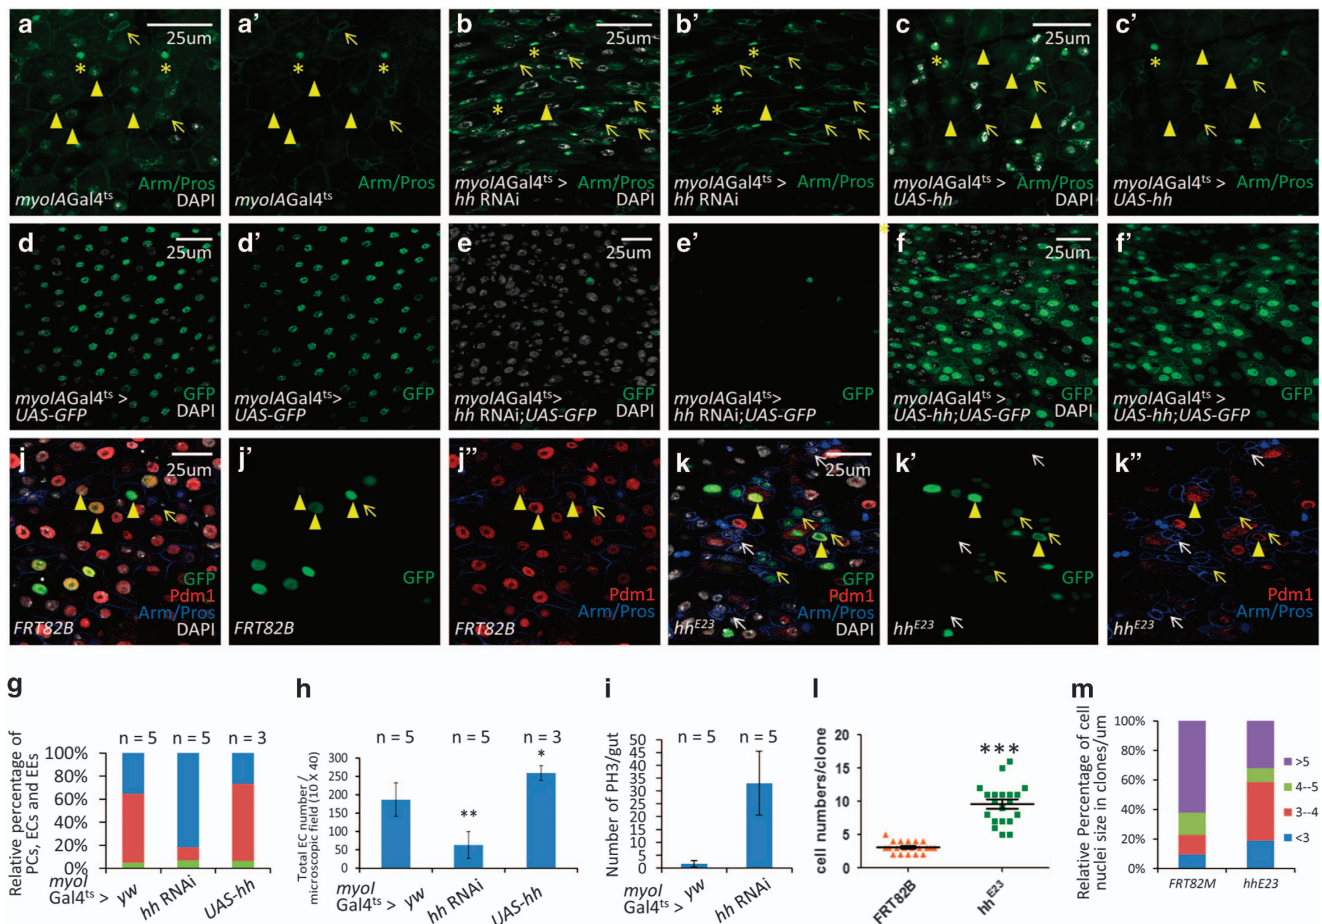 a
25um
Arm/Pros
myoIAGal4ts
DAPI
a'
Arm/Pros
myoIAGal4ts
b
25um
myoIAGal4ts >
Arm/Pros
hh RNAi
DAPI
b'
myoIAGal4ts >
Arm/Pros
hh RNAi
c
25um
myoIAGal4ts >
Arm/Pros
UAS-hh
DAPI
c'
myoIAGal4ts >
Arm/Pros
UAS-hh
d
25um
GFP
myoIAGal4ts >
UAS-GFP
DAPI
d'
myoIAGal4ts>
GFP
UAS-GFP
e
25um
myoIAGal4ts >
GFP
hh RNAi;UAS-GFP
DAPI
e'
myoIAGal4ts >
GFP
hh RNAi;UAS-GFP
f
25um
myoIAGal4ts >
GFP
UAS-hh;UAS-GFP
DAPI
f'
myoIAGal4ts >
GFP
UAS-hh;UAS-GFP
j
25um
GFP
Pdm1
Arm/Pros
FRT82B
DAPI
j'
GFP
FRT82B
j"
Pdm1
Arm/Pros
FRT82B
k
25um
GFP
Pdm1
Arm/Pros
hhE23
DAPI
k'
GFP
hhE23
k"
Pdm1
Arm/Pros
hhE23
g
Relative percentage of
PCs, ECs and EEs
n = 5
n = 5
n = 3
100%
80%
60%
40%
20%
0%
myoI
Gal4ts >
yw
hh RNAi
UAS-hh
h
Total EC number/
microscopic field (10 X 40)
n = 5
n = 5
n = 3
300
250
200
150
100
50
0
**
*
myoI
Gal4ts >
yw
hh RNAi
UAS-hh
i
Number of PH3/gut
n = 5
n = 5
50
45
40
35
30
25
20
15
10
5
0
myoI
Gal4ts >
yw
hh RNAi
l
cell numbers/clone
20
15
10
5
0
***
FRT82B
hhE23
m
Relative Percentage of cell
nuclei size in clones/um
100%
80%
60%
40%
20%
0%
FRT82M
hhE23
>5
4--5
3--4
<3